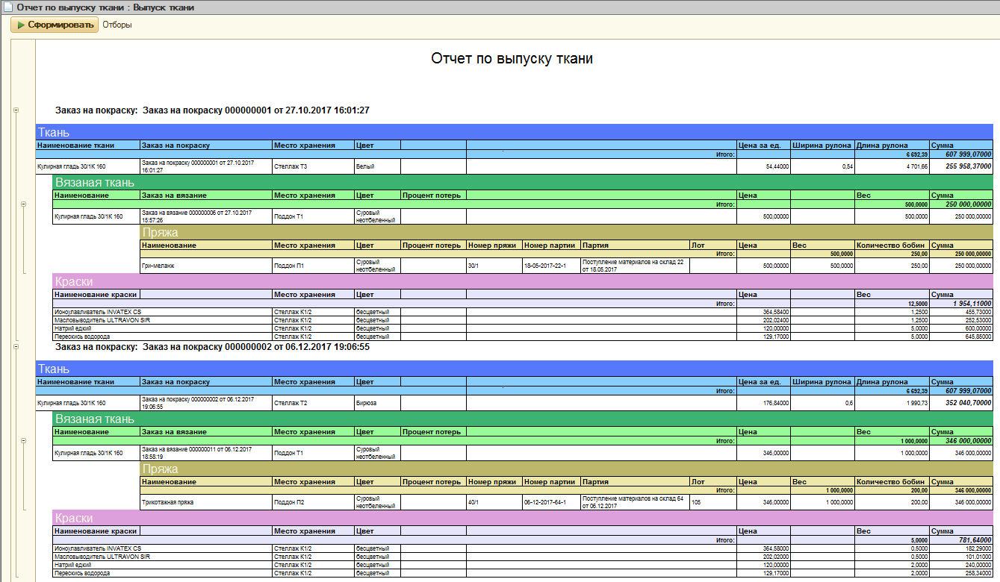 Отчет по выпуску ткани : Выпуск ткани
Сформировать Отборы
Отчет по выпуску ткани
Заказ на покраску: Заказ на покраску 000000001 от 27.10.2017 16:01:27
Ткань
Наименование ткани Заказ на покраску Место хранения Цвет Цена за ед. Ширина рулона Длина рулона Сумма
Итого: 6 692,39 607 999,07000
Кулирная гладь 30/1К 160 Заказ на покраску 000000001 от 27.10.2017 16:01:27 Стеллаж Т3 Белый 54,44000 0,54 4 701,66 255 958,37000
Вязаная ткань
Наименование Заказ на вязание Место хранения Цвет Процент потерь Цена Вес Сумма
Итого: 500,0000 250 000,00000
Кулирная гладь 30/1К 160 Заказ на вязание 000000006 от 27.10.2017 15:57:26 Поддон Т1 Суровый неотбеленный 500,00000 500,0000 250 000,00000
Пряжа
Наименование Место хранения Цвет Процент потерь Номер пряжи Номер партии Партия Лот Цена Вес Количество бобин Сумма
Итого: 500,0000 250,00 250 000,00000
Гри-меланж Поддон П1 Суровый неотбеленный 30/1 18-05-2017-22-1 Поступление материалов на склад 22 от 18.05.2017 500,00000 500,0000 250,00 250 000,00000
Краски
Наименование краски Место хранения Цвет Цена Вес Сумма
Итого: 12,5000 1 954,11000
Ионоулавливатель INVATEX CS Стеллаж К1/2 бесцветный 364,58400 1,2500 455,73000
Масловыводитель ULTRAVON SIR Стеллаж К1/2 бесцветный 202,02400 1,2500 252,53000
Натрий едкий Стеллаж К1/2 бесцветный 120,00000 5,0000 600,00000
Перескись водорода Стеллаж К1/2 бесцветный 129,17000 5,0000 645,85000
Заказ на покраску: Заказ на покраску 000000002 от 06.12.2017 19:06:55
Ткань
Наименование ткани Заказ на покраску Место хранения Цвет Цена за ед. Ширина рулона Длина рулона Сумма
Итого: 6 692,39 607 999,07000
Кулирная гладь 30/1К 160 Заказ на покраску 000000002 от 06.12.2017 19:06:55 Стеллаж Т2 Бирюза 176,84000 0,6 1 990,73 352 040,70000
Вязаная ткань
Наименование Заказ на вязание Место хранения Цвет Процент потерь Цена Вес Сумма
Итого: 1 000,0000 346 000,00000
Кулирная гладь 30/1К 160 Заказ на вязание 000000011 от 06.12.2017 18:58:19 Поддон Т1 Суровый неотбеленный 346,00000 1 000,0000 346 000,00000
Пряжа
Наименование Место хранения Цвет Процент потерь Номер пряжи Номер партии Партия Лот Цена Вес Количество бобин Сумма
Итого: 1 000,0000 200,00 346 000,00000
Трикотажная пряжа Поддон П2 Суровый неотбеленный 40/1 06-12-2017-64-1 Поступление материалов на склад 64 от 06.12.2017 105 346,00000 1 000,0000 200,00 346 000,00000
Краски
Наименование краски Место хранения Цвет Цена Вес Сумма
Итого: 5,0000 781,64000
Ионоулавливатель INVATEX CS Стеллаж К1/2 бесцветный 364,58000 0,5000 182,29000
Масловыводитель ULTRAVON SIR Стеллаж К1/2 бесцветный 202,02000 0,5000 101,01000
Натрий едкий Стеллаж К1/2 бесцветный 120,00000 2,0000 240,00000
Перескись водорода Стеллаж К1/2 бесцветный 129,17000 2,0000 258,34000